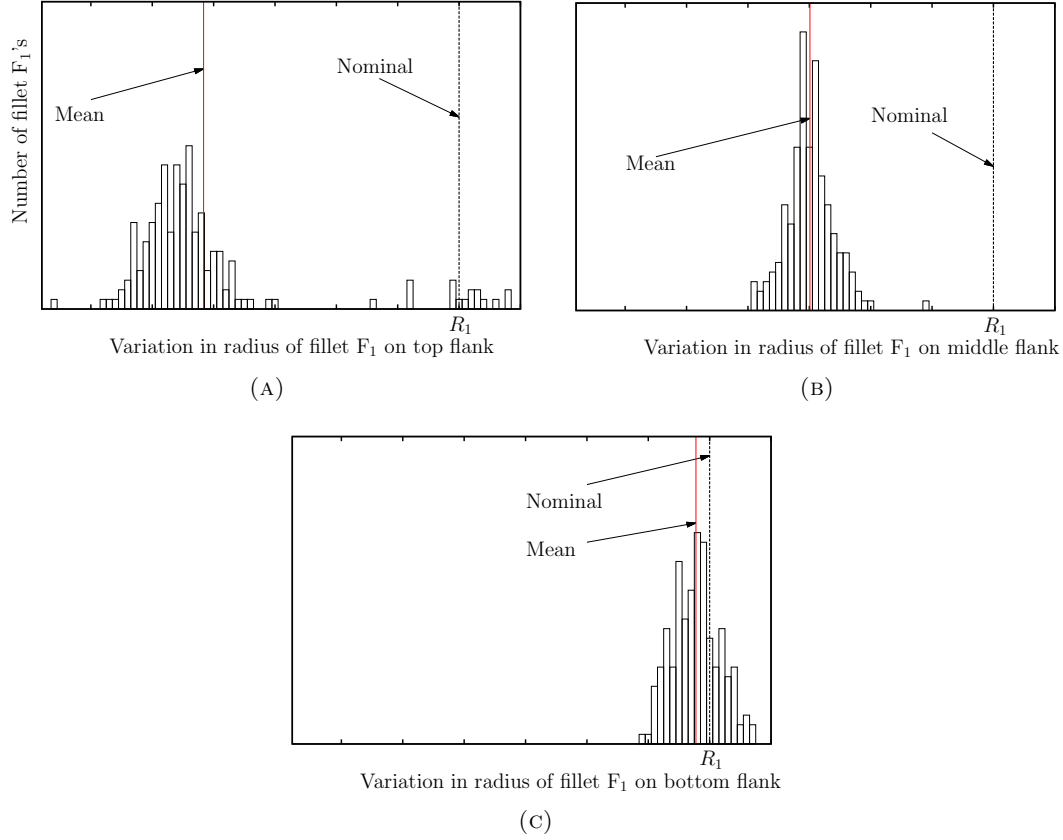 Number of fillet F₁'s
Mean
Nominal
R₁
Variation in radius of fillet F₁ on top flank
(A)
Nominal
Mean
R₁
Variation in radius of fillet F₁ on middle flank
(B)
Nominal
Mean
R₁
Variation in radius of fillet F₁ on bottom flank
(C)